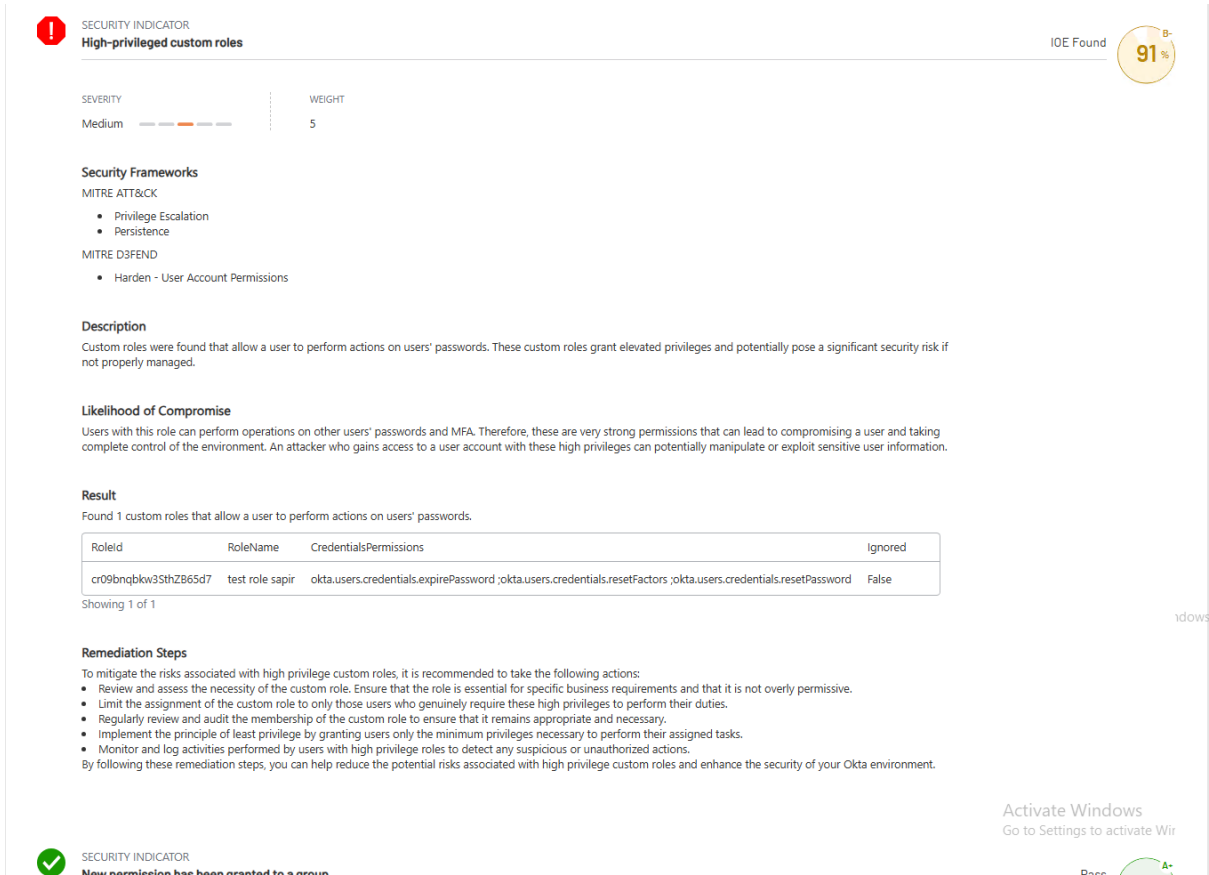 SECURITY INDICATOR
High-privileged custom roles
IOE Found
B-
91 %
SEVERITY
WEIGHT
Medium
5
Security Frameworks
MITRE ATT&CK
• Privilege Escalation
• Persistence
MITRE D3FEND
• Harden - User Account Permissions
Description
Custom roles were found that allow a user to perform actions on users' passwords. These custom roles grant elevated privileges and potentially pose a significant security risk if
not properly managed.
Likelihood of Compromise
Users with this role can perform operations on other users' passwords and MFA. Therefore, these are very strong permissions that can lead to compromising a user and taking
complete control of the environment. An attacker who gains access to a user account with these high privileges can potentially manipulate or exploit sensitive user information.
Result
Found 1 custom roles that allow a user to perform actions on users' passwords.
RoleId RoleName CredentialsPermissions Ignored
cr09bnqbkw3SthZB65d7 test role sapir okta.users.credentials.expirePassword ;okta.users.credentials.resetFactors ;okta.users.credentials.resetPassword False
Showing 1 of 1
ndows
Remediation Steps
To mitigate the risks associated with high privilege custom roles, it is recommended to take the following actions:
• Review and assess the necessity of the custom role. Ensure that the role is essential for specific business requirements and that it is not overly permissive.
• Limit the assignment of the custom role to only those users who genuinely require these high privileges to perform their duties.
• Regularly review and audit the membership of the custom role to ensure that it remains appropriate and necessary.
• Implement the principle of least privilege by granting users only the minimum privileges necessary to perform their assigned tasks.
• Monitor and log activities performed by users with high privilege roles to detect any suspicious or unauthorized actions.
By following these remediation steps, you can help reduce the potential risks associated with high privilege custom roles and enhance the security of your Okta environment.
Activate Windows
Go to Settings to activate Wir
SECURITY INDICATOR
New permission has been granted to a group
Pass
A+